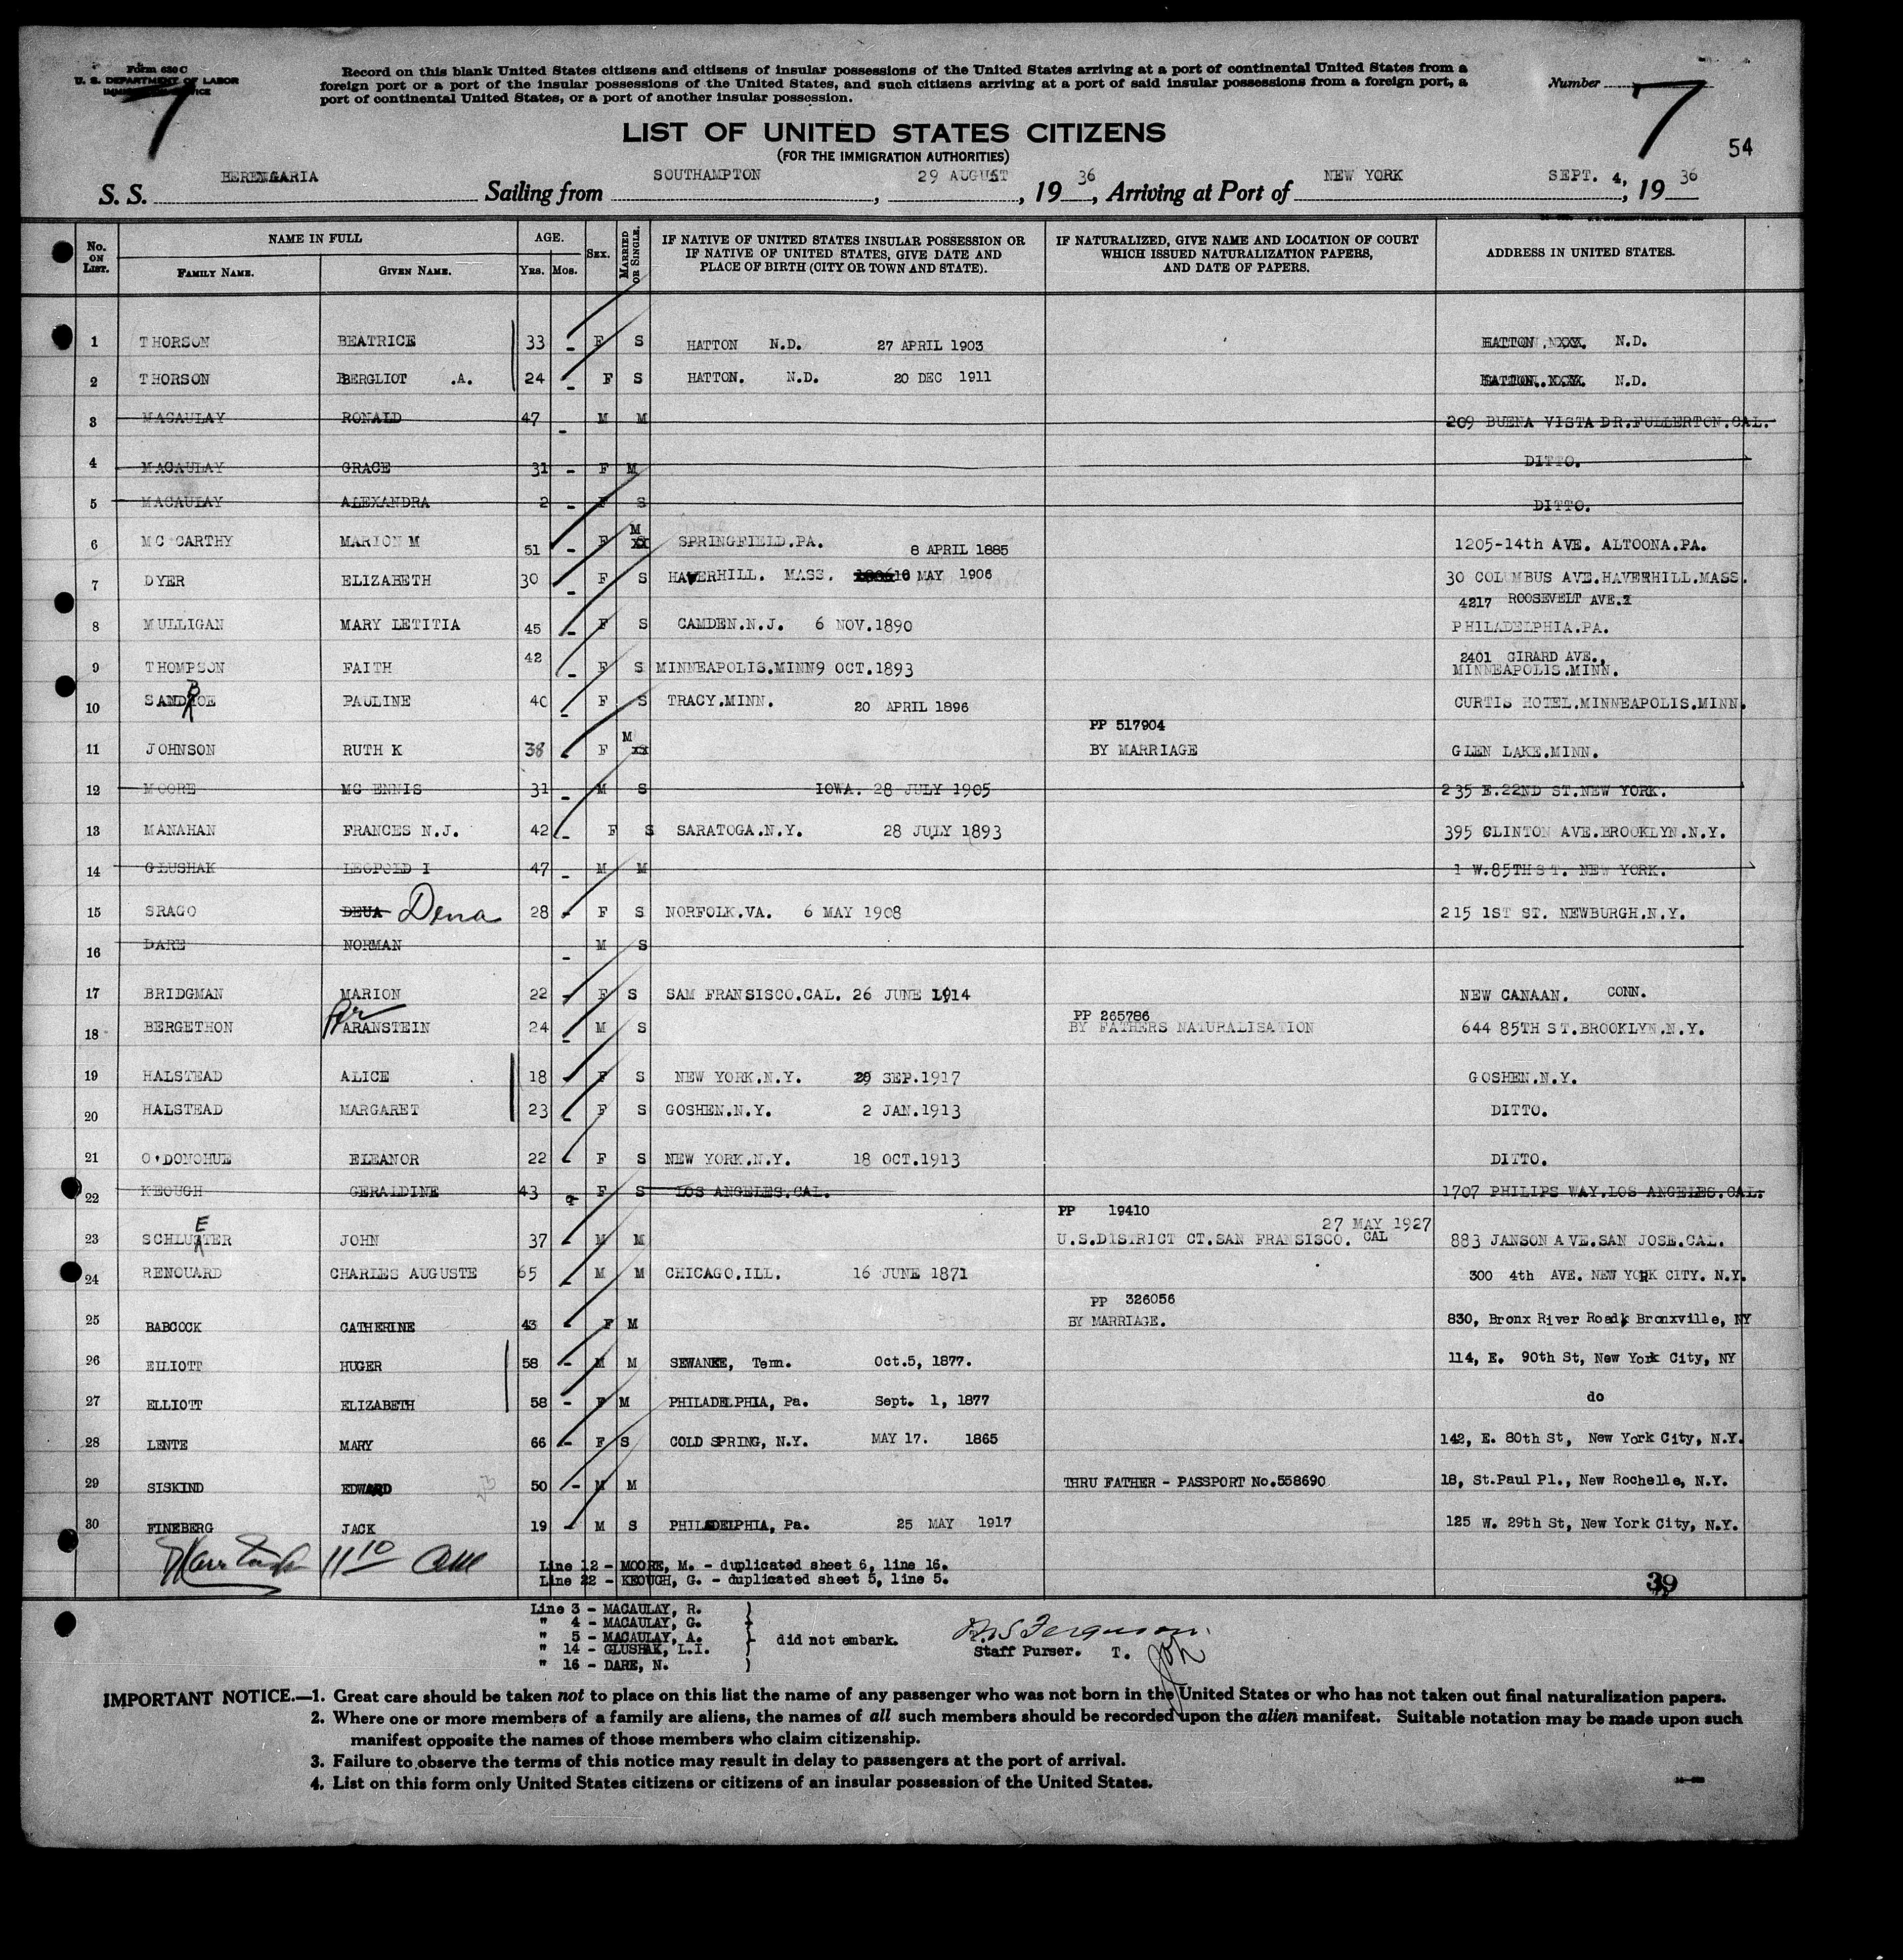 Form 630 C
U. S. DEPARTMENT OF LABOR
IMMIGRATION SERVICE
7
Record on this blank United States citizens and citizens of insular possessions of the United States arriving at a port of continental United States from a
foreign port or a port of the insular possessions of the United States, and such citizens arriving at a port of said insular possessions from a foreign port, a
port of continental United States, or a port of another insular possession.
Number 7
54
LIST OF UNITED STATES CITIZENS
(FOR THE IMMIGRATION AUTHORITIES)
S. S. BERENGARIA Sailing from SOUTHAMPTON, 29 AUGUST, 19 36, Arriving at Port of NEW YORK SEPT. 4, 19 36
No. ON LIST. NAME IN FULL FAMILY NAME. GIVEN NAME. AGE. YRS. MOS. SEX. MARRIED OR SINGLE. IF NATIVE OF UNITED STATES INSULAR POSSESSION OR IF NATIVE OF UNITED STATES, GIVE DATE AND PLACE OF BIRTH (CITY OR TOWN AND STATE). IF NATURALIZED, GIVE NAME AND LOCATION OF COURT WHICH ISSUED NATURALIZATION PAPERS, AND DATE OF PAPERS. ADDRESS IN UNITED STATES.
1 THORSON BEATRICE 33 - F S HATTON N.D. 27 APRIL 1903 HATTON . N.D.
2 THORSON BERGLIOT .A. 24 - F S HATTON. N.D. 20 DEC 1911 HATTON. N.D.
3 MACAULAY RONALD 47 - M M 209 BUENA VISTA DR.FULLERTON.CAL.
4 MACAULAY GRACE 31 - F M DITTO.
5 MACAULAY ALEXANDRA 2 - F S DITTO.
6 MC CARTHY MARION M 51 - F M SPRINGFIELD.PA. 8 APRIL 1885 1205-14th AVE. ALTOONA.PA.
7 DYER ELIZABETH 30 - F S HAVERHILL. MASS. MAY 1906 30 COLUMBUS AVE.HAVERHILL.MASS.
8 MULLIGAN MARY LETITIA 45 - F S CAMDEN.N.J. 6 NOV.1890 4217 ROOSEVELT AVE. PHILADELPHIA.PA.
9 THOMPSON FAITH 42 - F S MINNEAPOLIS.MINN 9 OCT.1893 2401 GIRARD AVE., MINNEAPOLIS.MINN.
10 SANDBOE PAULINE 40 - F S TRACY.MINN. 20 APRIL 1896 CURTIS HOTEL.MINNEAPOLIS.MINN.
11 JOHNSON RUTH K 38 - F M PP 517904 BY MARRIAGE GLEN LAKE.MINN.
12 MOORE MC ENNIS 31 - M S IOWA. 28 JULY 1905 235 E.22ND ST.NEW YORK.
13 MANAHAN FRANCES N.J. 42 - F S SARATOGA.N.Y. 28 JULY 1893 395 CLINTON AVE.BROOKLYN.N.Y.
14 GLUSHAK LEOPOLD I 47 - M M 1 W.85TH ST. NEW YORK.
15 SRAGO DEUA Dena 28 - F S NORFOLK.VA. 6 MAY 1908 215 1ST ST. NEWBURGH.N.Y.
16 DARE NORMAN - M S
17 BRIDGMAN MARION 22 - F S SAM FRANSISCO.CAL. 26 JUNE 1914 NEW CANAAN. CONN.
18 BERGETHON ARANSTEIN 24 - M S PP 265786 BY FATHERS NATURALISATION 644 85TH ST.BROOKLYN.N.Y.
19 HALSTEAD ALICE 18 - F S NEW YORK.N.Y. 29 SEP.1917 GOSHEN.N.Y.
20 HALSTEAD MARGARET 23 - F S GOSHEN.N.Y. 2 JAN.1913 DITTO.
21 O'DONOHUE ELEANOR 22 - F S NEW YORK.N.Y. 18 OCT.1913 DITTO.
22 KEOUGH GERALDINE 43 F S LOS ANGELES.CAL. 1707 PHILIPS WAY.LOS ANGELES.CAL.
23 SCHLUETER JOHN 37 - M M PP 19410 27 MAY 1927 U.S.DISTRICT CT.SAN FRANSISCO. CAL 883 JANSON AVE.SAN JOSE.CAL.
24 RENOUARD CHARLES AUGUSTE 65 - M M CHICAGO.ILL. 16 JUNE 1871 300 4th AVE. NEW YORK CITY. N.Y.
25 BABCOCK CATHERINE 43 - F M PP 326056 BY MARRIAGE. 830, Bronx River Road, Bronxville, NY
26 ELLIOTT HUGER 58 - M M SEWANEE, Tenn. Oct.5, 1877. 114, E. 90th St, New York City, NY
27 ELLIOTT ELIZABETH 58 - F M PHILADELPHIA, Pa. Sept. 1, 1877 do
28 LENTE MARY 66 - F S COLD SPRING, N.Y. MAY 17. 1865 142, E. 80th St, New York City, N.Y.
29 SISKIND EDWARD 50 - M M THRU FATHER - PASSPORT No.558690 18, St.Paul Pl., New Rochelle, N.Y.
30 FINEBERG JACK 19 - M S PHILADELPHIA, Pa. 25 MAY 1917 125 W. 29th St, New York City, N.Y.
11 10
Line 12 - MOORE, M. - duplicated sheet 6, line 16.
Line 22 - KEOUGH, G. - duplicated sheet 5, line 5.
39
Line 3 - MACAULAY, R.
" 4 - MACAULAY, G.
" 5 - MACAULAY, A.
" 14 - GLUSHAK, L.I.
" 16 - DARE, N.
did not embark.
Ferguson.
Staff Purser. T.
IMPORTANT NOTICE.—1. Great care should be taken not to place on this list the name of any passenger who was not born in the United States or who has not taken out final naturalization papers.
2. Where one or more members of a family are aliens, the names of all such members should be recorded upon the alien manifest. Suitable notation may be made upon such
manifest opposite the names of those members who claim citizenship.
3. Failure to observe the terms of this notice may result in delay to passengers at the port of arrival.
4. List on this form only United States citizens or citizens of an insular possession of the United States.